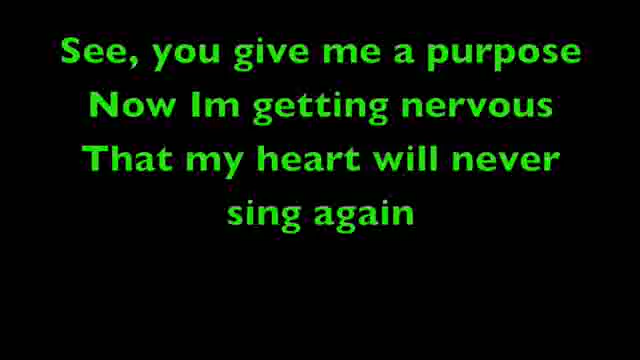 See, you give me a purpose
Now Im getting nervous
That my heart will never
sing again